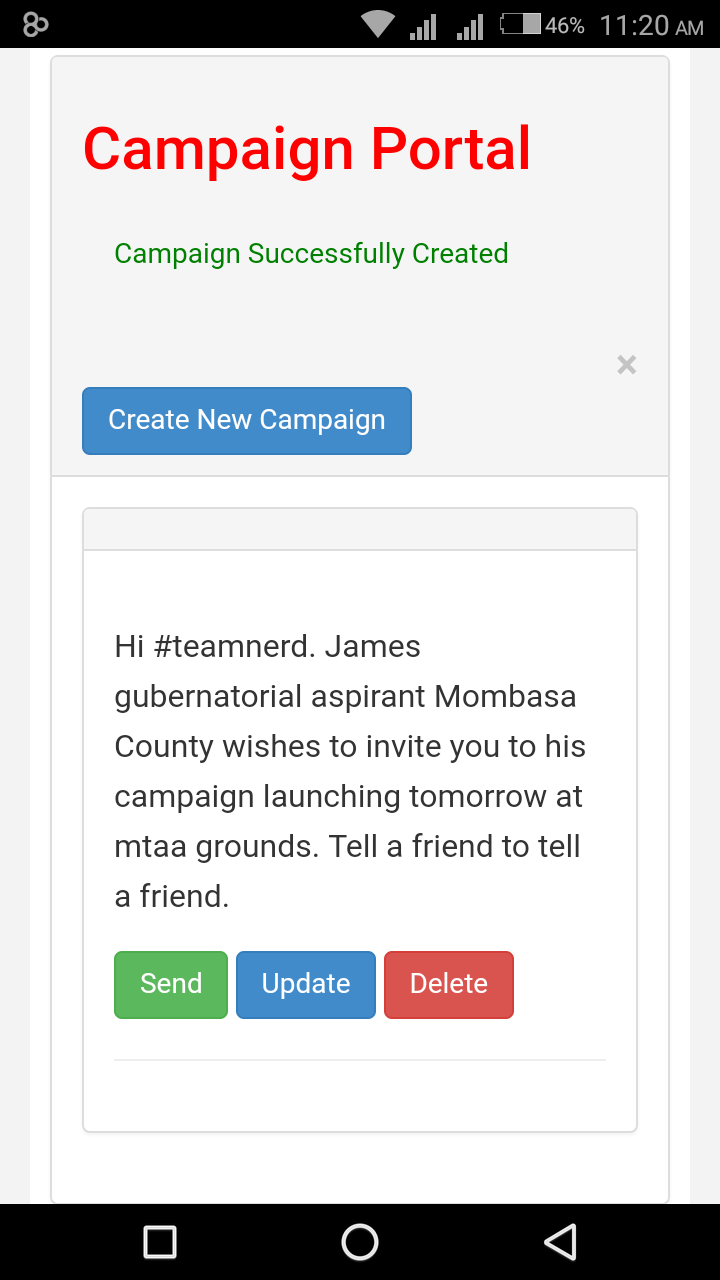 46% 11:20 AM
Campaign Portal
Campaign Successfully Created
×
Create New Campaign
Hi #teamnerd. James
gubernatorial aspirant Mombasa
County wishes to invite you to his
campaign launching tomorrow at
mtaa grounds. Tell a friend to tell
a friend.
Send Update Delete